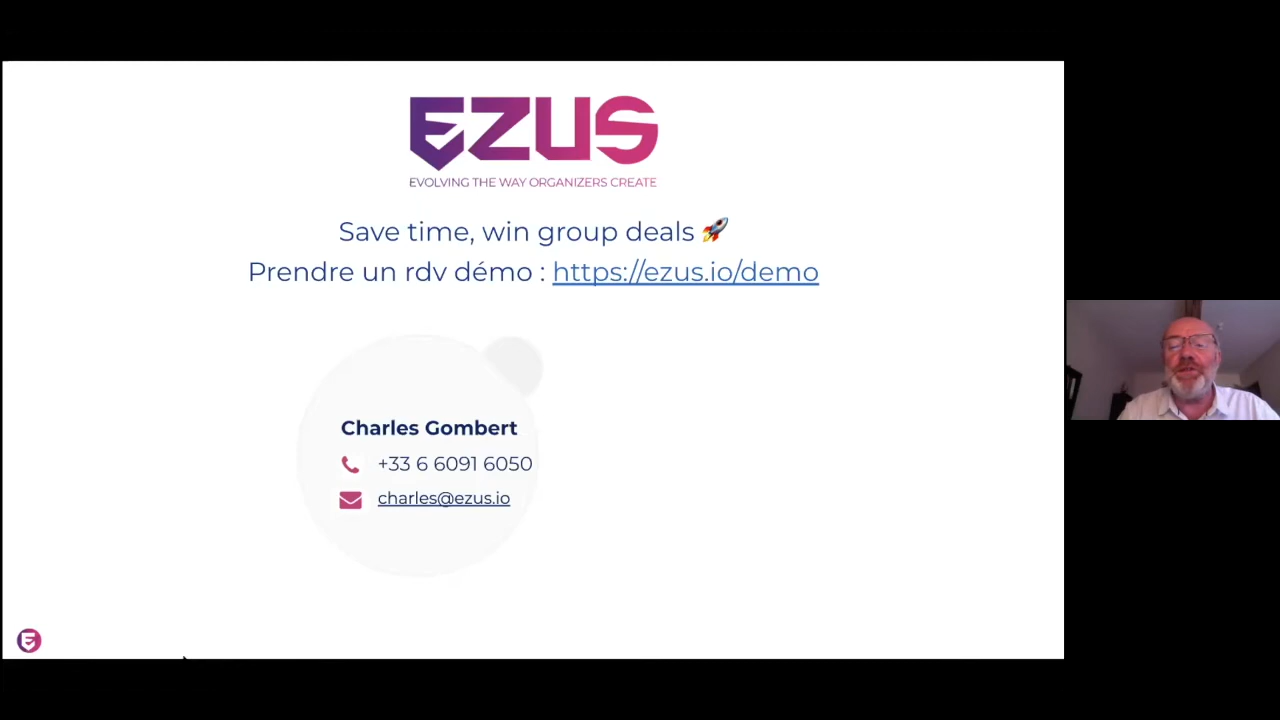 EZUS
EVOLVING THE WAY ORGANIZERS CREATE
Save time, win group deals 🚀
Prendre un rdv démo : https://ezus.io/demo
Charles Gombert
+33 6 6091 6050
charles@ezus.io